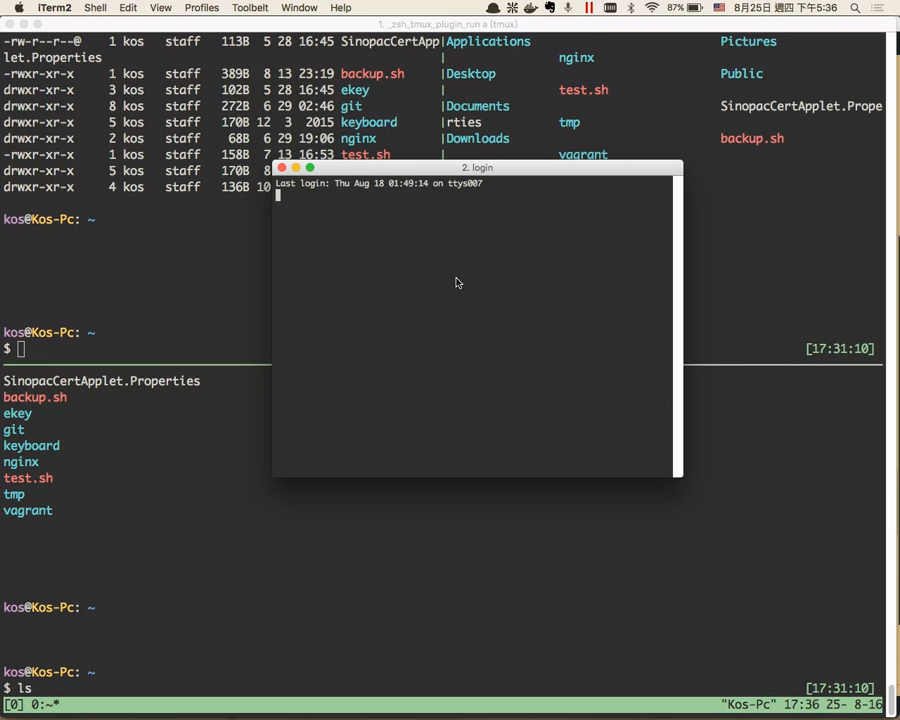 iTerm2 Shell Edit View Profiles Toolbelt Window Help 87% 8月25日 週四 下午5:36
1. _zsh_tmux_plugin_run a (tmux)
-rw-r--r--@ 1 kos staff 113B 5 28 16:45 SinopacCertApp|Applications Pictures
let.Properties | nginx
-rwxr-xr-x 1 kos staff 389B 8 13 23:19 backup.sh |Desktop Public
drwxr-xr-x 3 kos staff 102B 5 28 16:45 ekey | test.sh
drwxr-xr-x 8 kos staff 272B 6 29 02:46 git |Documents SinopacCertApplet.Prope
drwxr-xr-x 5 kos staff 170B 12 3 2015 keyboard |rties tmp
drwxr-xr-x 2 kos staff 68B 6 29 19:06 nginx |Downloads backup.sh
-rwxr-xr-x 1 kos staff 158B 7 13 16:53 test.sh | vagrant
drwxr-xr-x 5 kos staff 170B 8
drwxr-xr-x 4 kos staff 136B 10
2. login
Last login: Thu Aug 18 01:49:14 on ttys007
kos@Kos-Pc: ~
kos@Kos-Pc: ~
$ [17:31:10]
SinopacCertApplet.Properties
backup.sh
ekey
git
keyboard
nginx
test.sh
tmp
vagrant
kos@Kos-Pc: ~
kos@Kos-Pc: ~
$ ls [17:31:10]
[0] 0:~* "Kos-Pc" 17:36 25- 8-16